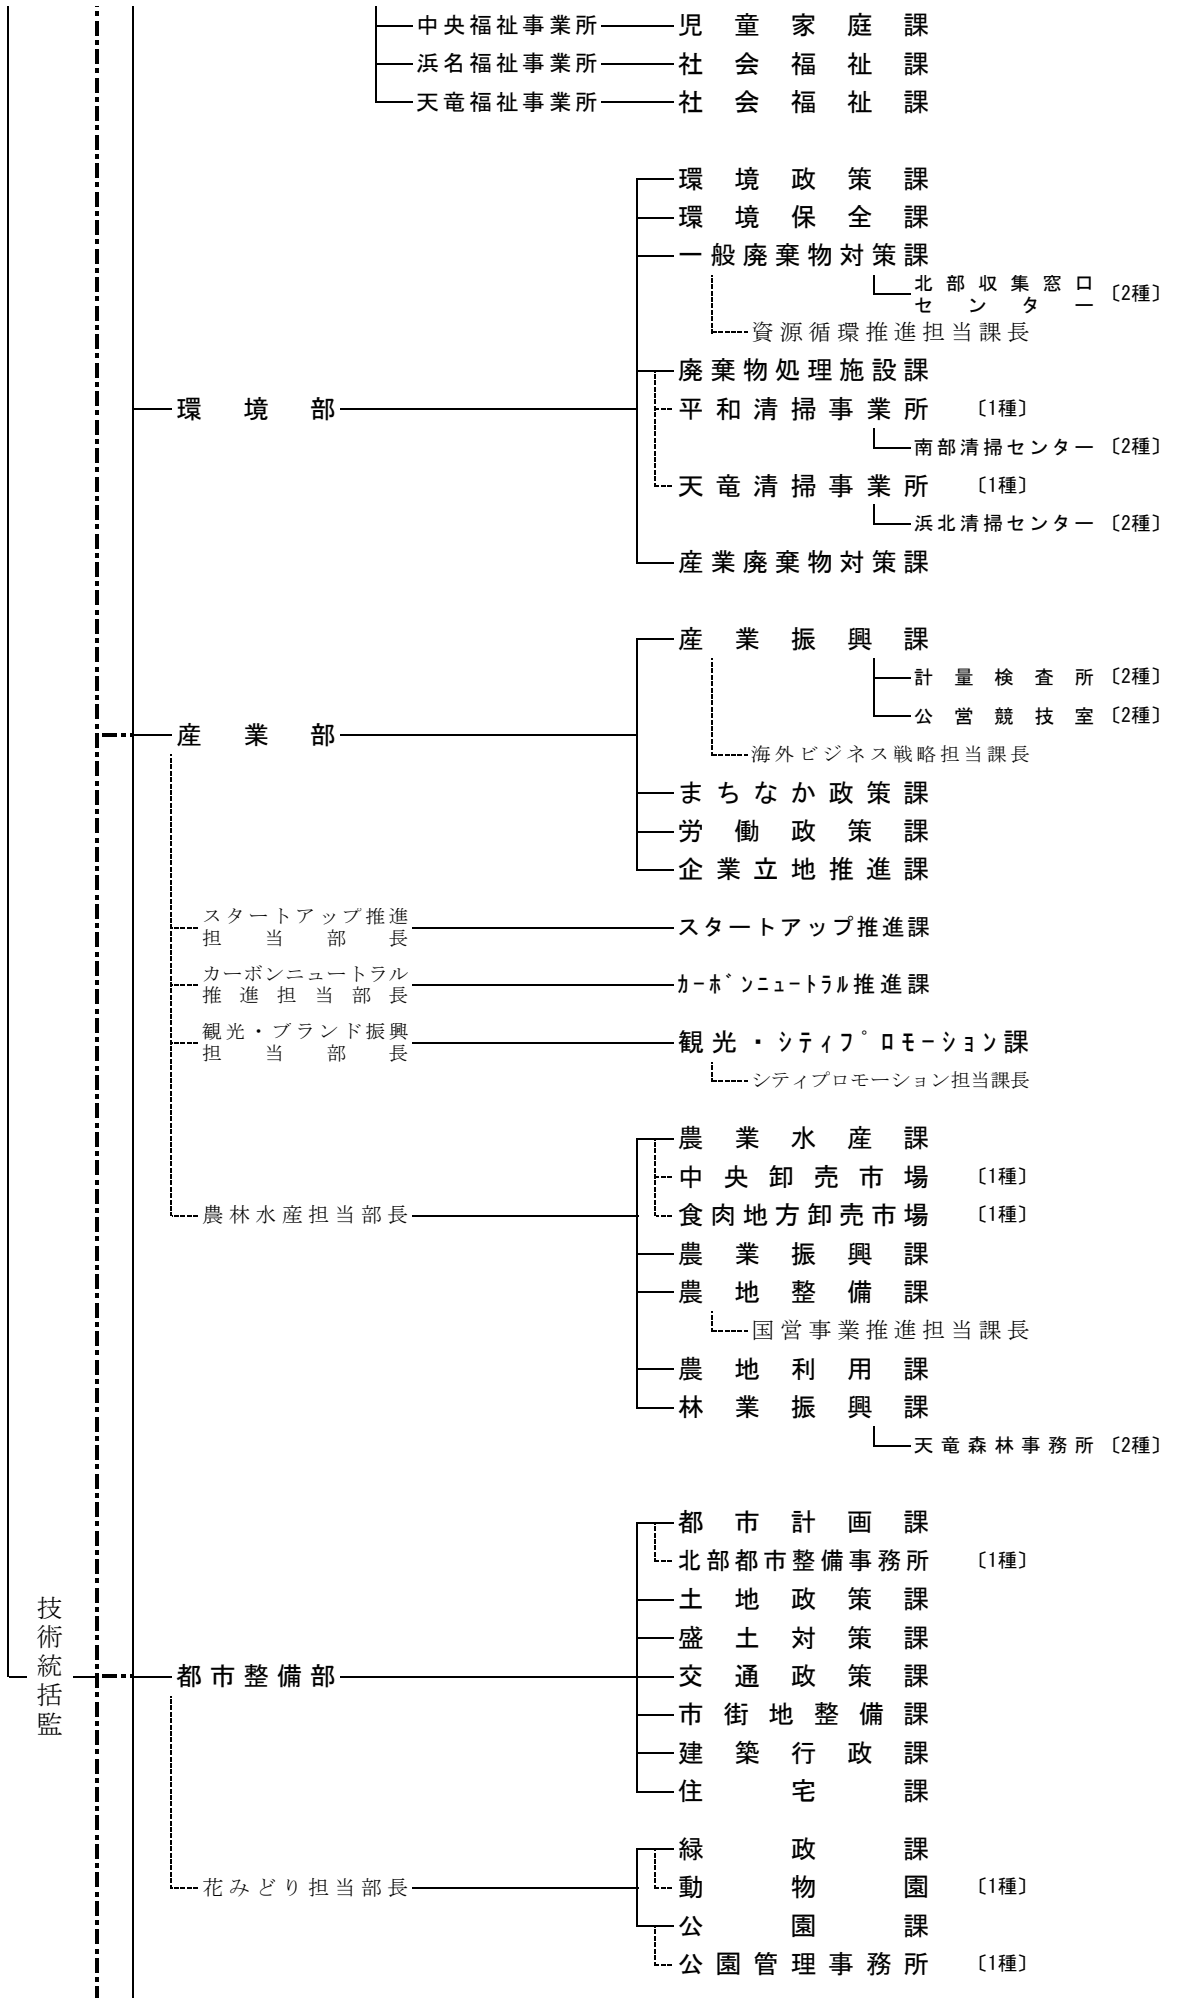 中央福祉事業所 児童家庭課
浜名福祉事業所 社会福祉課
天竜福祉事業所 社会福祉課
環境政策課
環境保全課
一般廃棄物対策課
北部収集窓口
センター 〔2種〕
資源循環推進担当課長
廃棄物処理施設課
環境部 平和清掃事業所 〔1種〕
南部清掃センター 〔2種〕
天竜清掃事業所 〔1種〕
浜北清掃センター 〔2種〕
産業廃棄物対策課
産業振興課
計量検査所 〔2種〕
公営競技室 〔2種〕
産業部
海外ビジネス戦略担当課長
まちなか政策課
労働政策課
企業立地推進課
スタートアップ推進
担当部長 スタートアップ推進課
カーボンニュートラル
推進担当部長 ｶｰﾎﾞﾝﾆｭｰﾄﾗﾙ推進課
観光・ブランド振興
担当部長 観光・ｼﾃｨﾌﾟﾛﾓｰｼｮﾝ課
シティプロモーション担当課長
農業水産課
中央卸売市場 〔1種〕
農林水産担当部長 食肉地方卸売市場 〔1種〕
農業振興課
農地整備課
国営事業推進担当課長
農地利用課
林業振興課
天竜森林事務所 〔2種〕
都市計画課
北部都市整備事務所 〔1種〕
土地政策課
盛土対策課
技術統括監 都市整備部 交通政策課
市街地整備課
建築行政課
住宅課
緑政課
花みどり担当部長 動物園 〔1種〕
公園課
公園管理事務所 〔1種〕